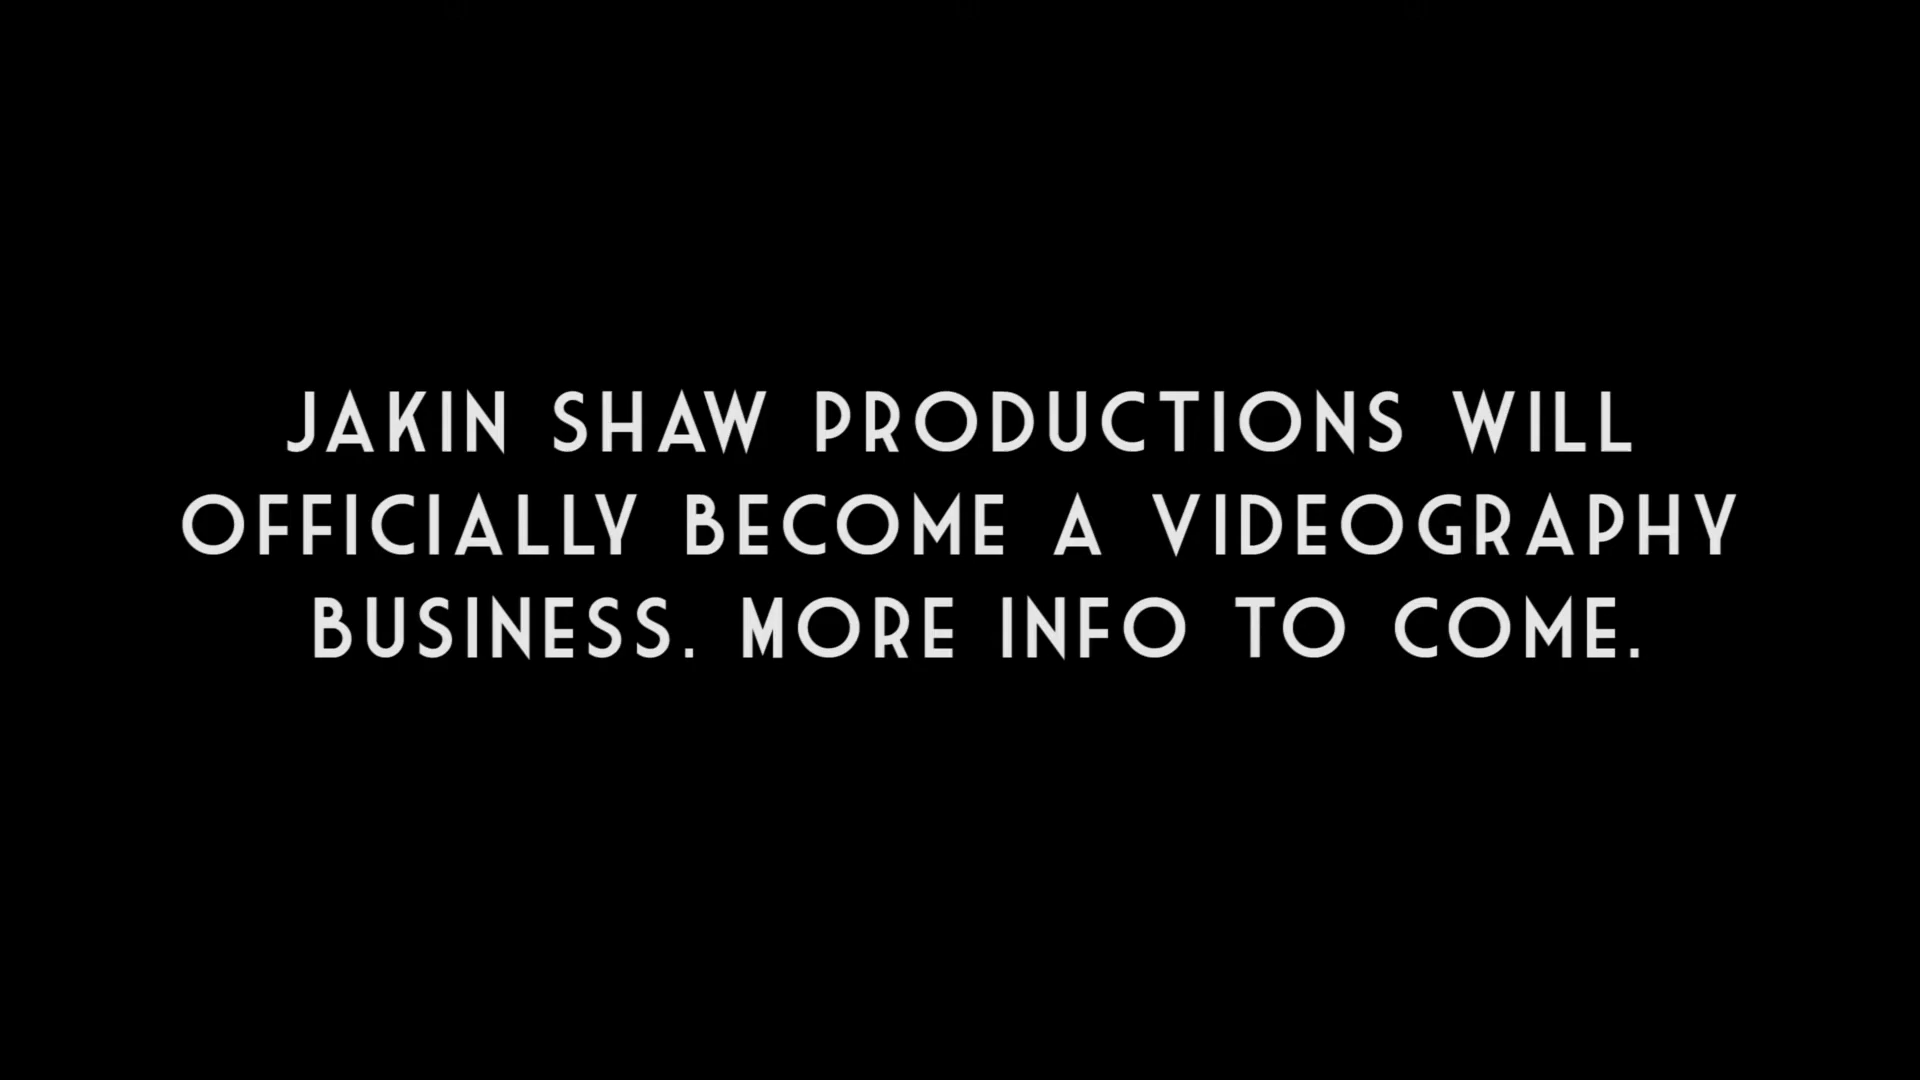 JAKIN SHAW PRODUCTIONS WILL
OFFICIALLY BECOME A VIDEOGRAPHY
BUSINESS. MORE INFO TO COME.